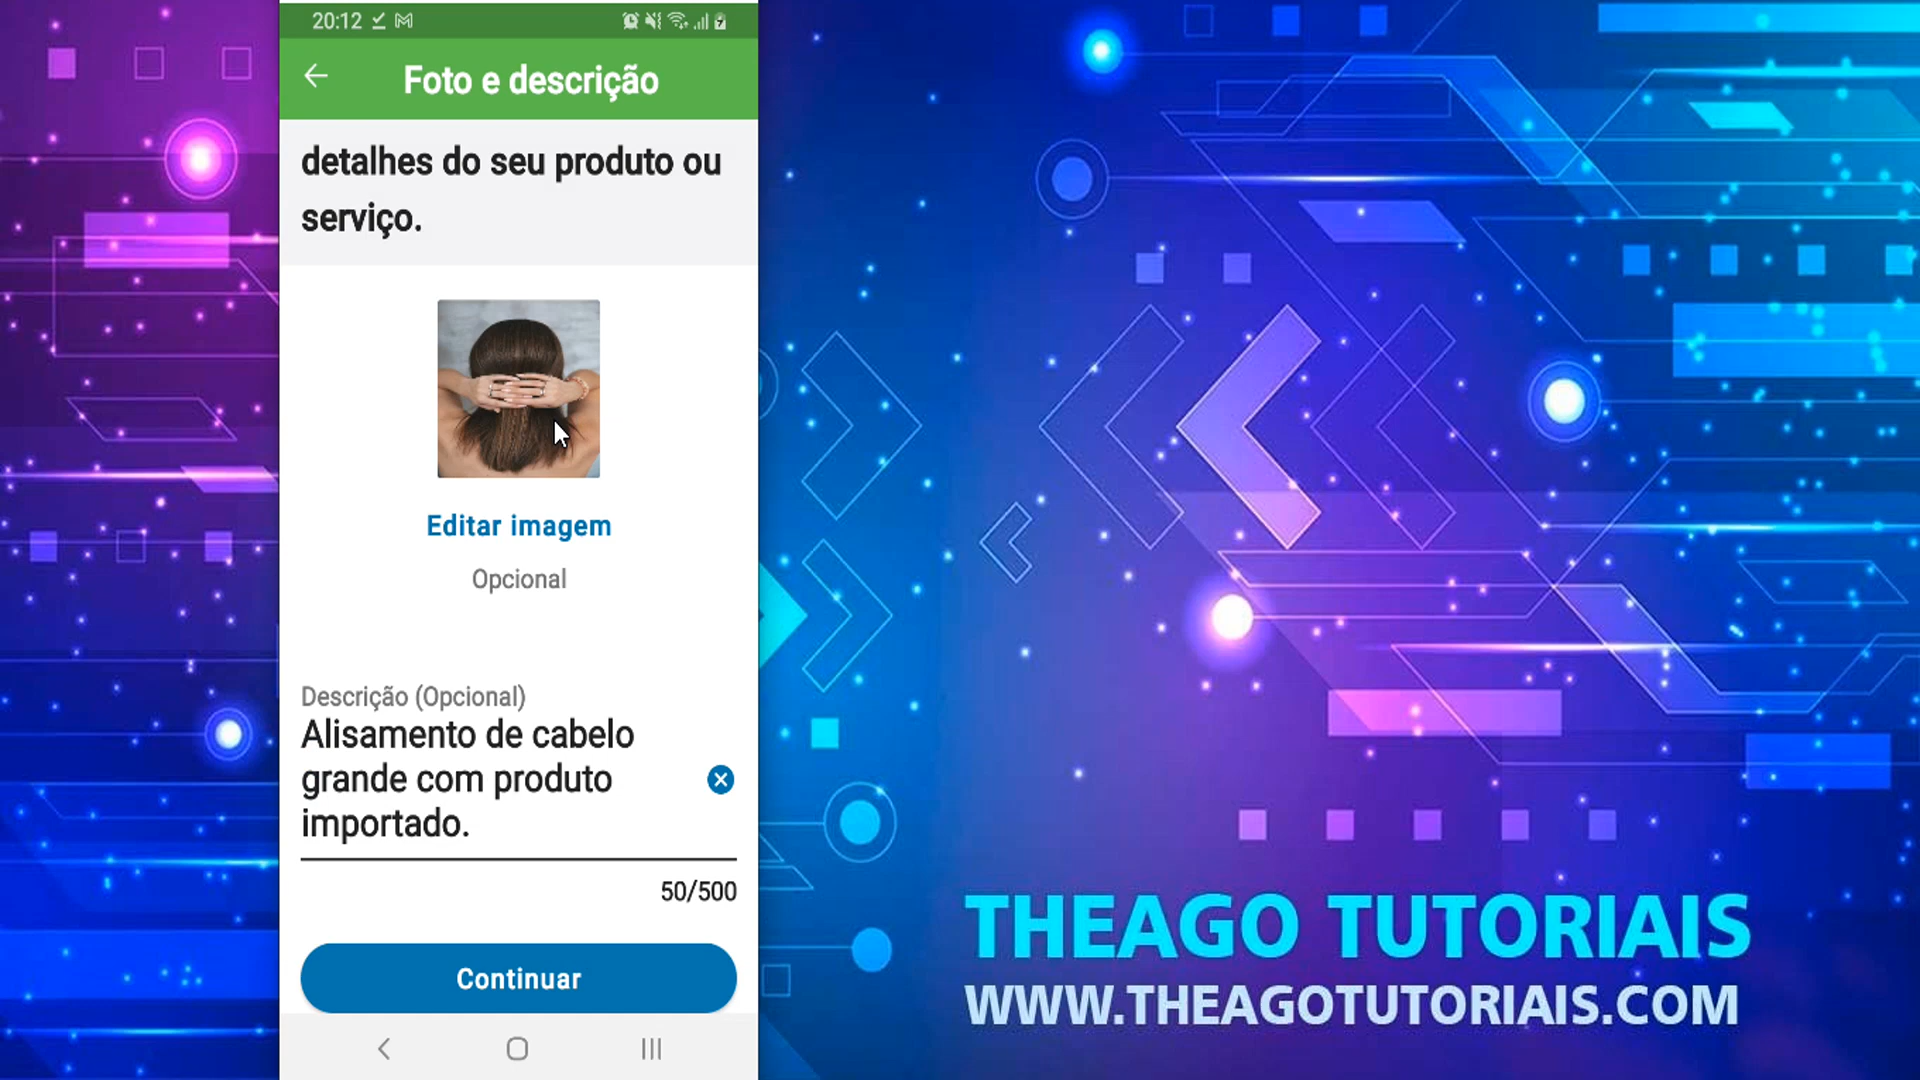 20:12
Foto e descrição
detalhes do seu produto ou
serviço.
Editar imagem
Opcional
Descrição (Opcional)
Alisamento de cabelo
grande com produto
importado.
50/500
Continuar
THEAGO TUTORIAIS
WWW.THEAGOTUTORIAIS.COM